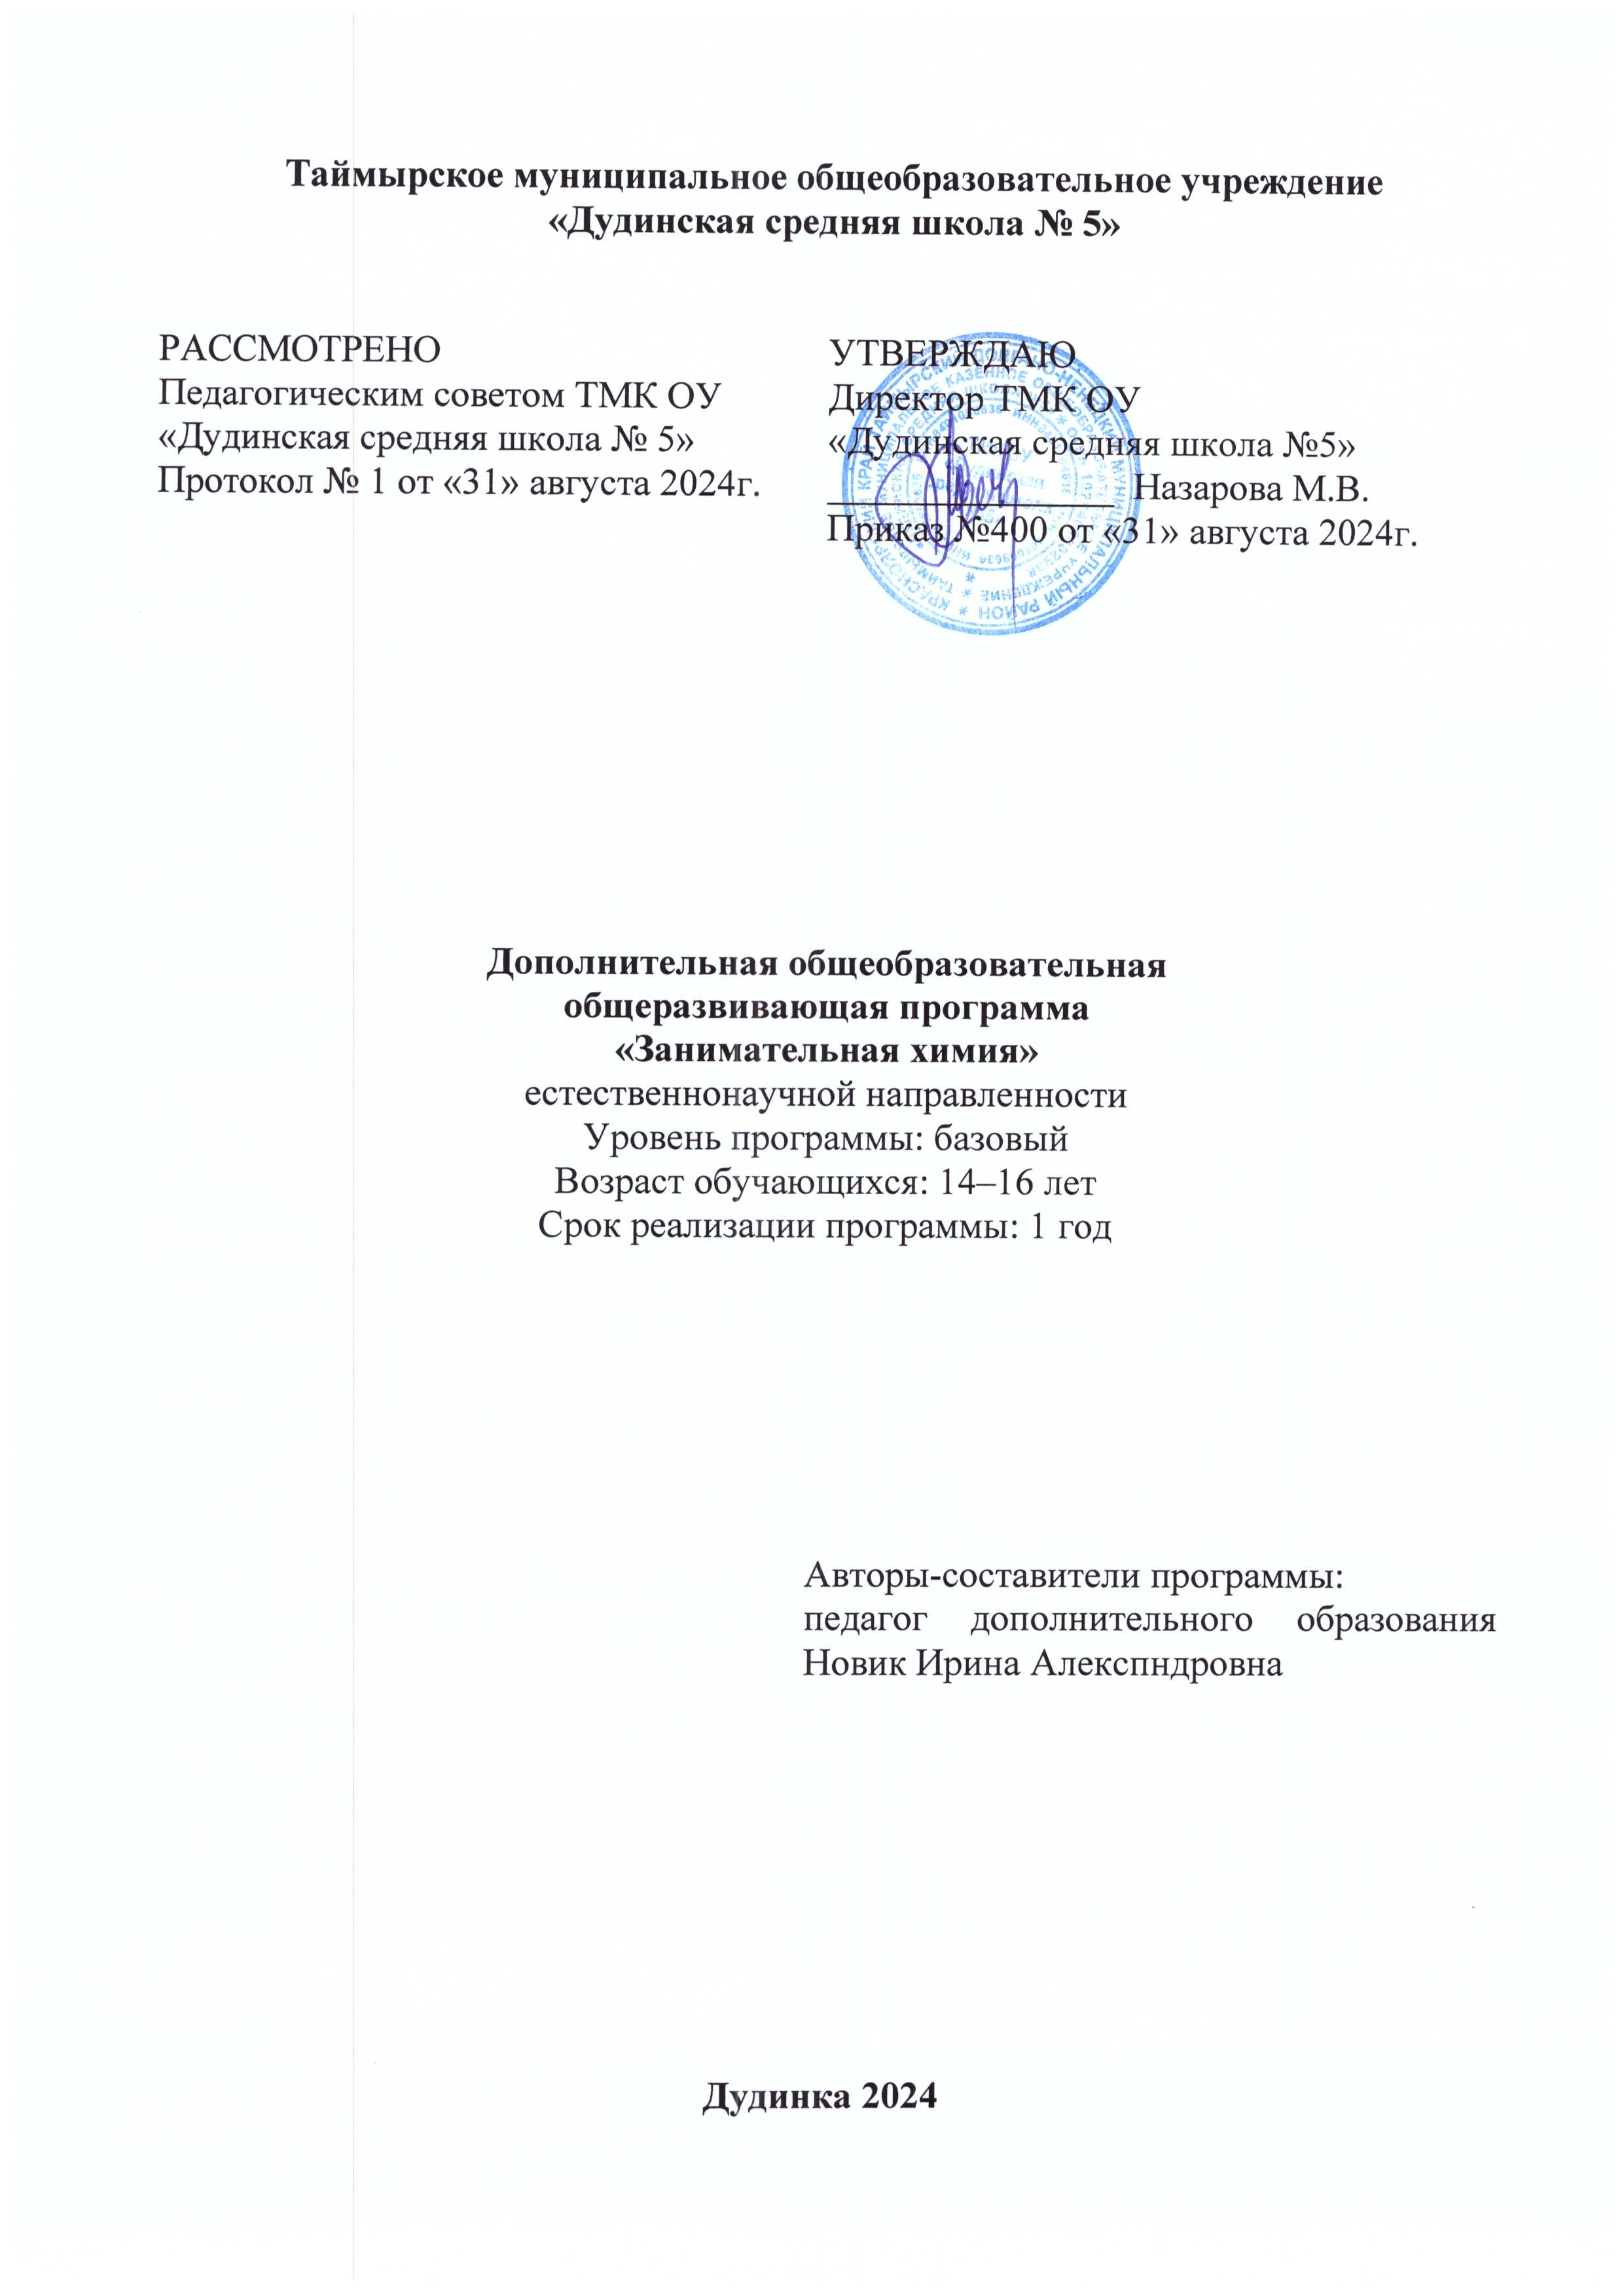 Таймырское муниципальное общеобразовательное учреждение
«Дудинская средняя школа № 5»
РАССМОТРЕНО
Педагогическим советом ТМК ОУ
«Дудинская средняя школа № 5»
Протокол № 1 от «31» августа 2024г.
УТВЕРЖДАЮ
Директор ТМК ОУ
«Дудинская средняя школа №5»
_______________ Назарова М.В.
Приказ №400 от «31» августа 2024г.
Дополнительная общеобразовательная
общеразвивающая программа
«Занимательная химия»
естественнонаучной направленности
Уровень программы: базовый
Возраст обучающихся: 14–16 лет
Срок реализации программы: 1 год
Авторы-составители программы:
педагог дополнительного образования
Новик Ирина Алекспндровна
Дудинка 2024